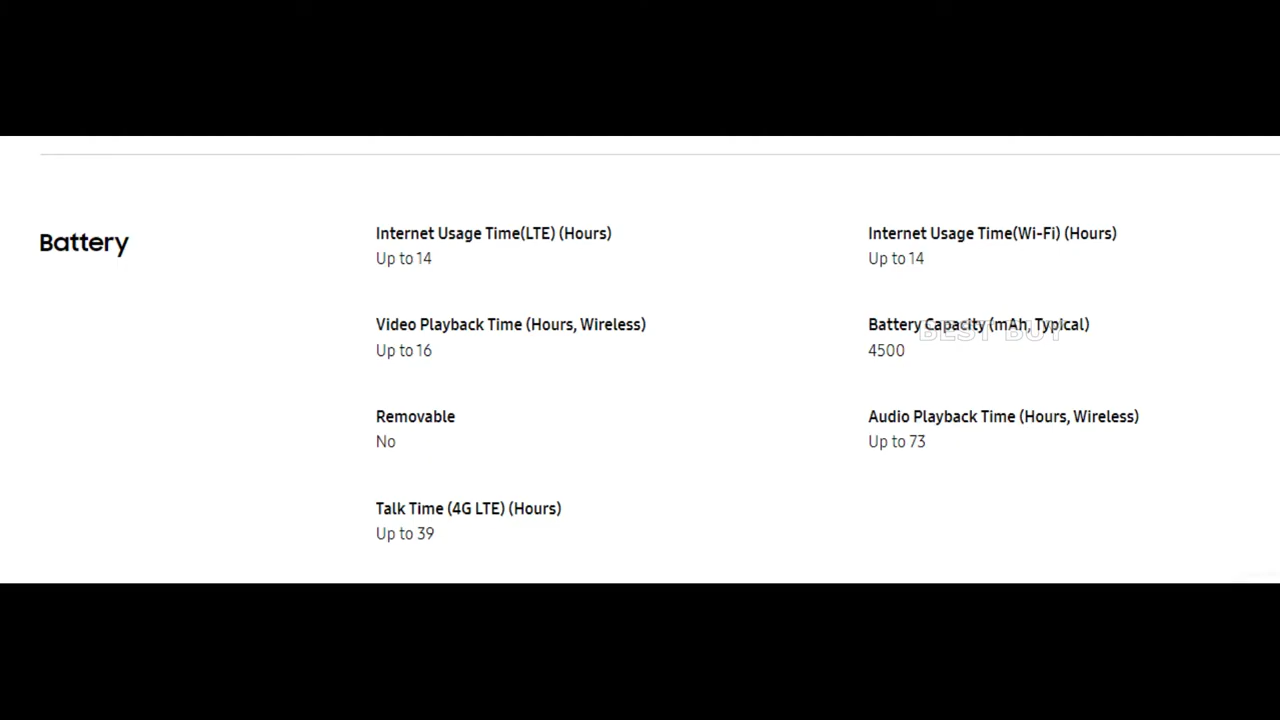 Battery
Internet Usage Time(LTE) (Hours)
Up to 14
Internet Usage Time(Wi-Fi) (Hours)
Up to 14
Video Playback Time (Hours, Wireless)
Up to 16
Battery Capacity (mAh, Typical)
4500
BEST BUY
Removable
No
Audio Playback Time (Hours, Wireless)
Up to 73
Talk Time (4G LTE) (Hours)
Up to 39